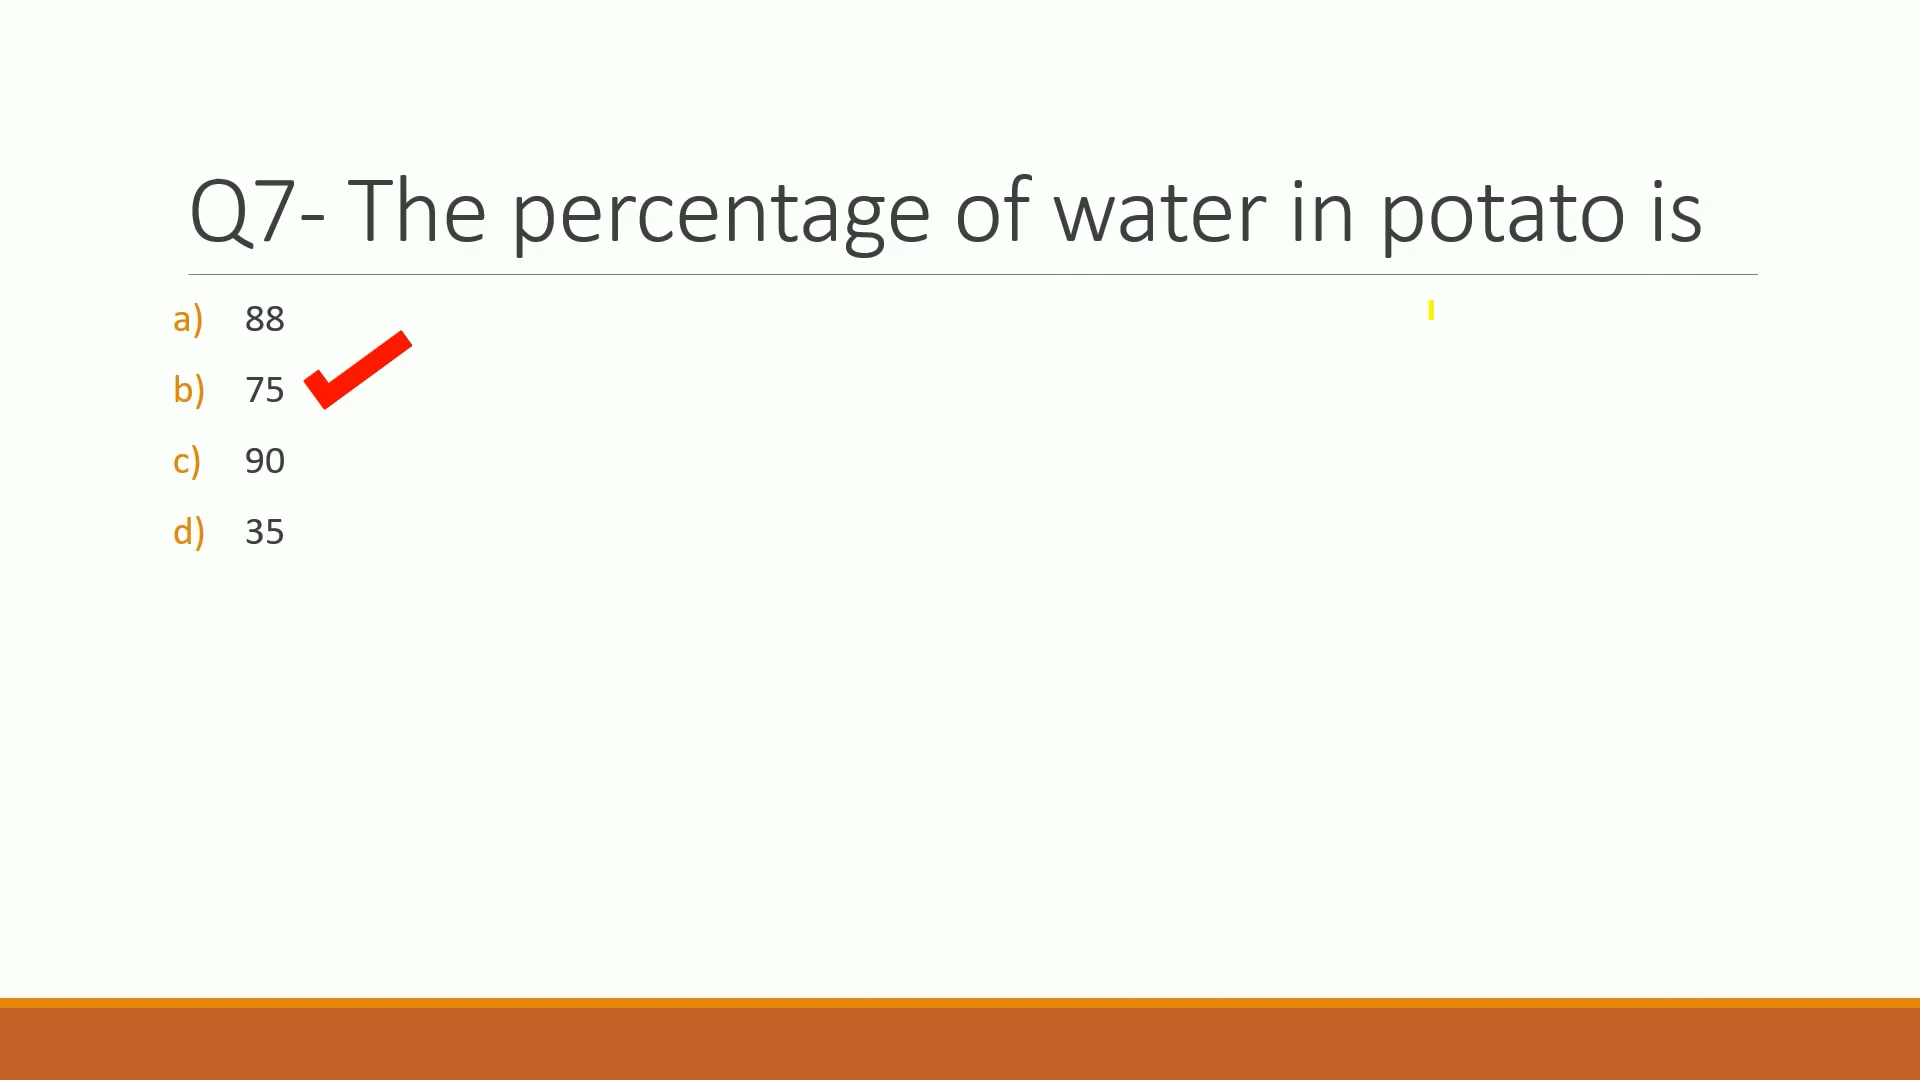 Q7- The percentage of water in potato is
a) 88
b) 75
c) 90
d) 35